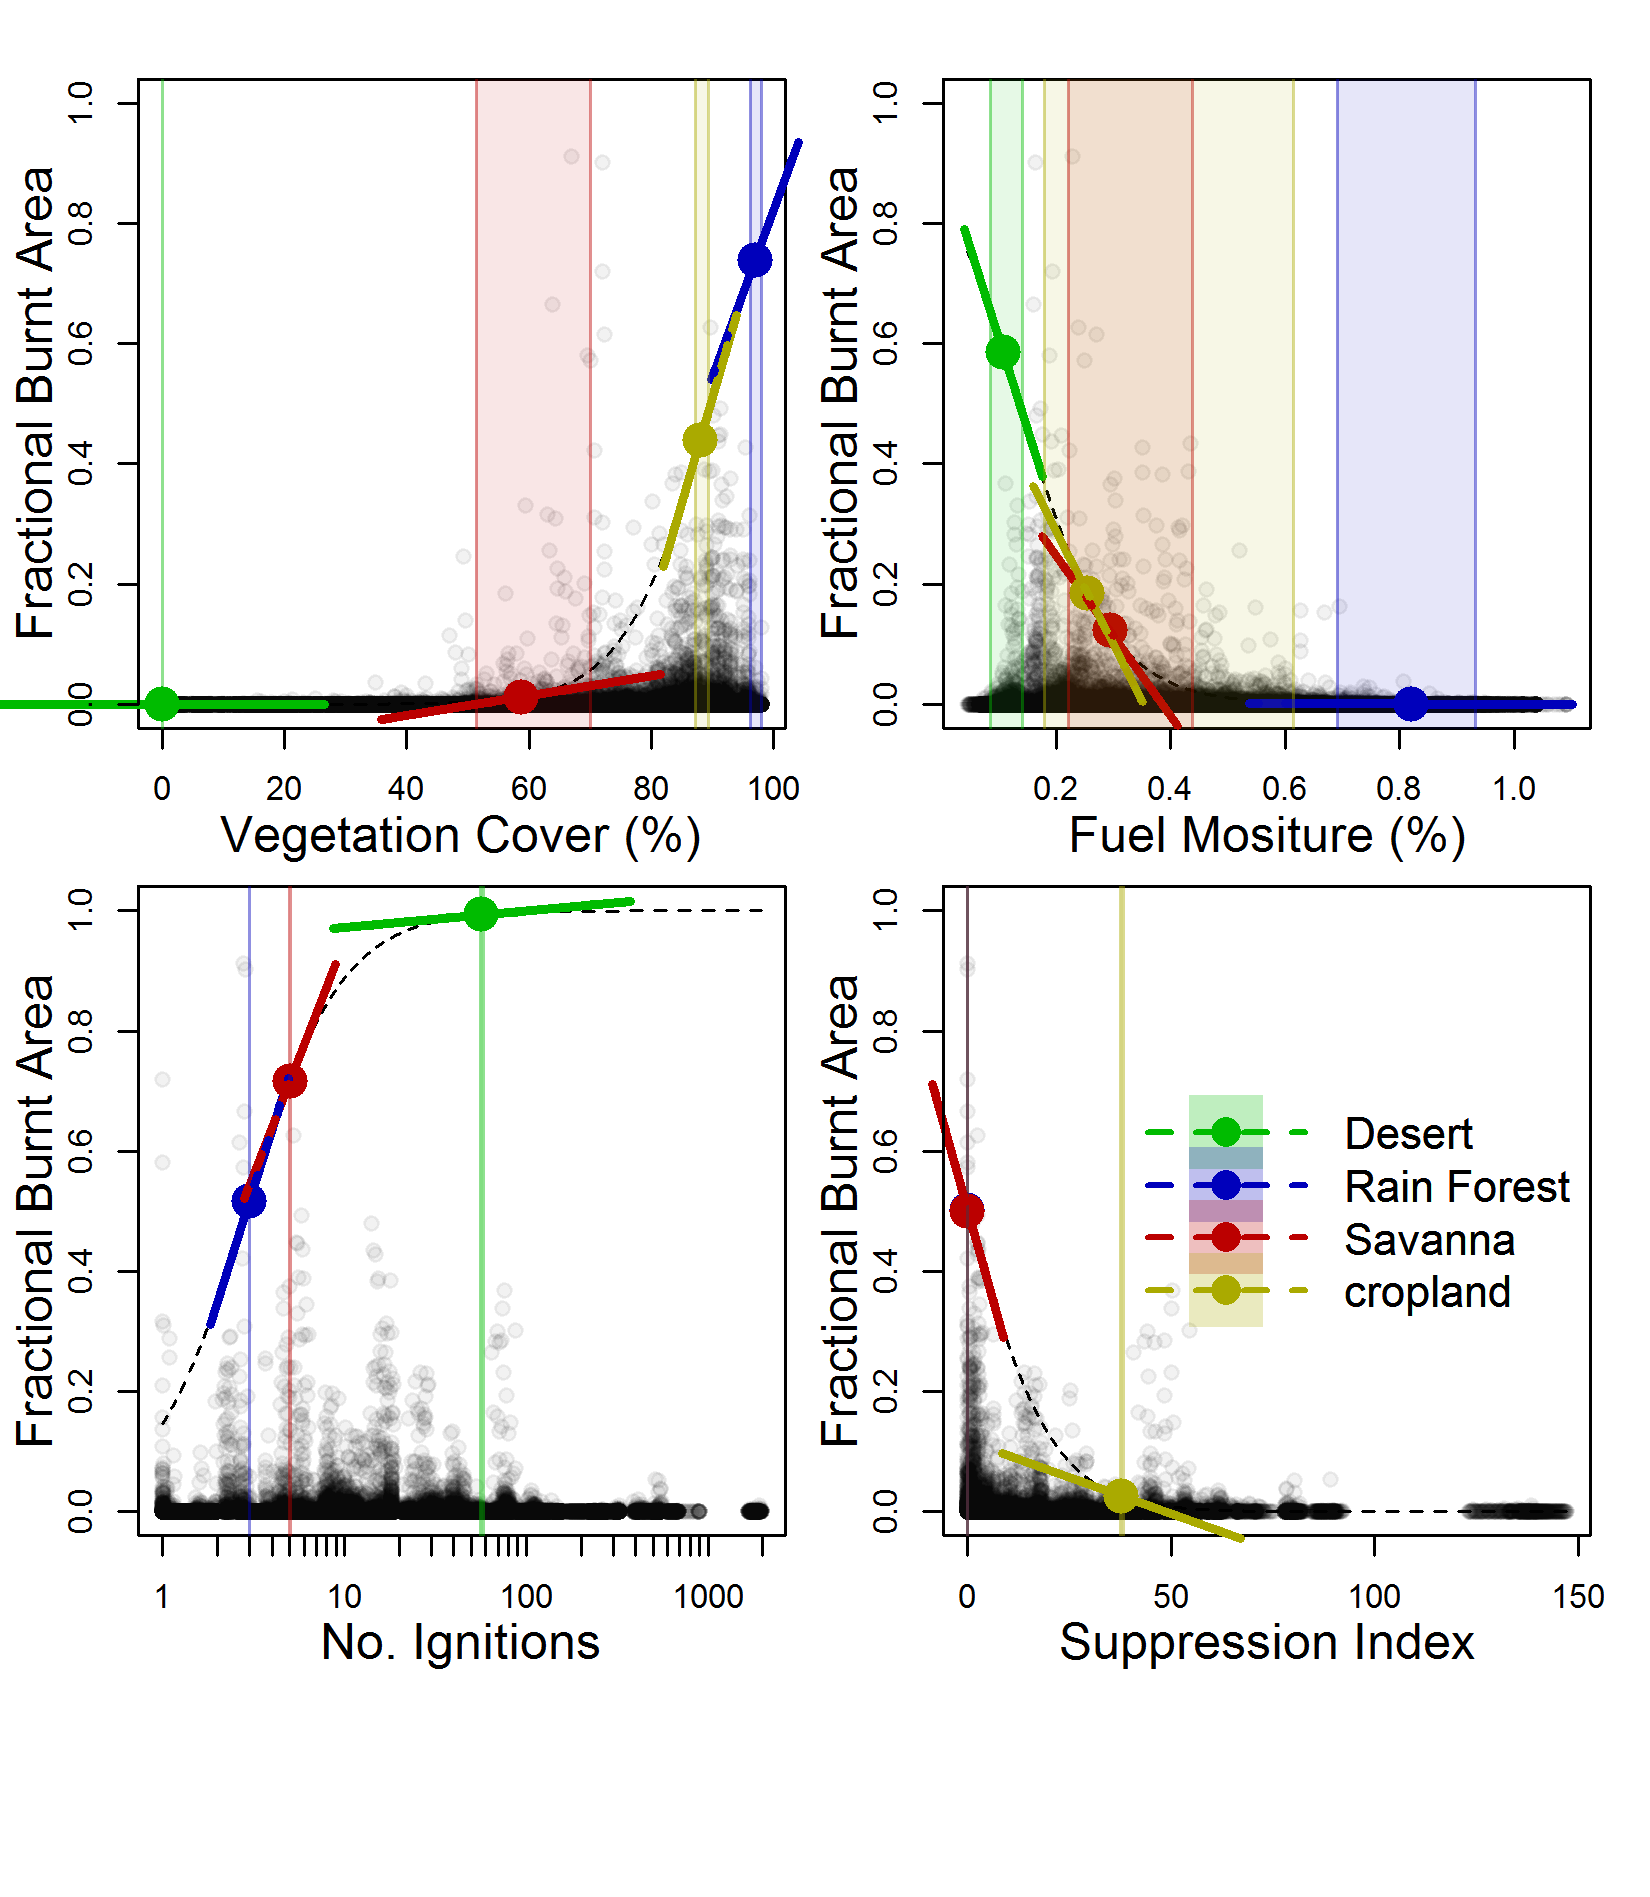 Fractional Burnt Area
0.0 0.2 0.4 0.6 0.8 1.0
0 20 40 60 80 100
Vegetation Cover (%)
Fractional Burnt Area
0.0 0.2 0.4 0.6 0.8 1.0
0.2 0.4 0.6 0.8 1.0
Fuel Mositure (%)
Fractional Burnt Area
0.0 0.2 0.4 0.6 0.8 1.0
1 10 100 1000
No. Ignitions
Fractional Burnt Area
0.0 0.2 0.4 0.6 0.8 1.0
Desert
Rain Forest
Savanna
cropland
0 50 100 150
Suppression Index